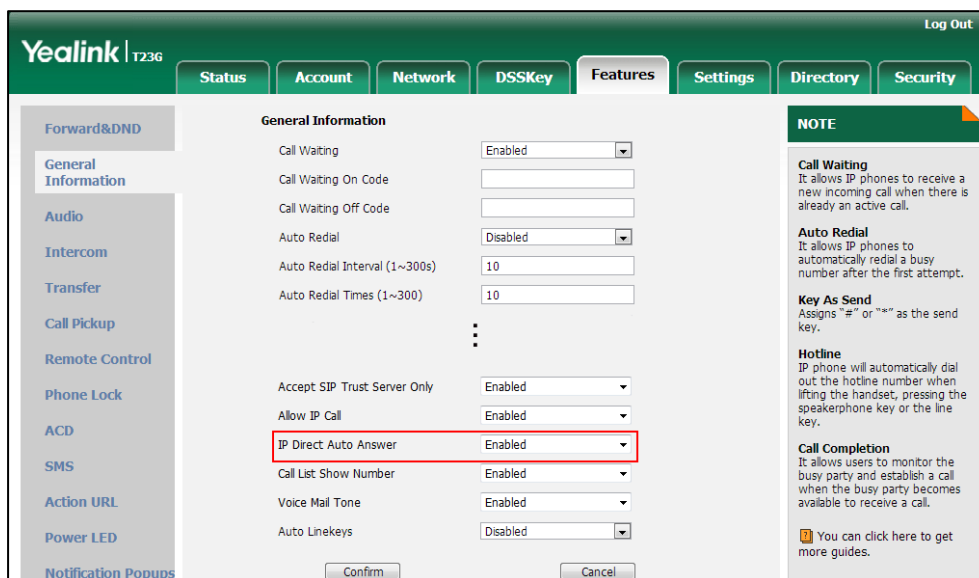 Log Out
Yealink | T23G
Status Account Network DSSKey Features Settings Directory Security
Forward&DND
General
Information
Audio
Intercom
Transfer
Call Pickup
Remote Control
Phone Lock
ACD
SMS
Action URL
Power LED
Notification Popups
General Information
Call Waiting Enabled
Call Waiting On Code
Call Waiting Off Code
Auto Redial Disabled
Auto Redial Interval (1~300s) 10
Auto Redial Times (1~300) 10
Accept SIP Trust Server Only Enabled
Allow IP Call Enabled
IP Direct Auto Answer Enabled
Call List Show Number Enabled
Voice Mail Tone Enabled
Auto Linekeys Disabled
Confirm Cancel
NOTE
Call Waiting
It allows IP phones to receive a
new incoming call when there is
already an active call.
Auto Redial
It allows IP phones to
automatically redial a busy
number after the first attempt.
Key As Send
Assigns "#" or "*" as the send
key.
Hotline
IP phone will automatically dial
out the hotline number when
lifting the handset, pressing the
speakerphone key or the line
key.
Call Completion
It allows users to monitor the
busy party and establish a call
when the busy party becomes
available to receive a call.
You can click here to get
more guides.